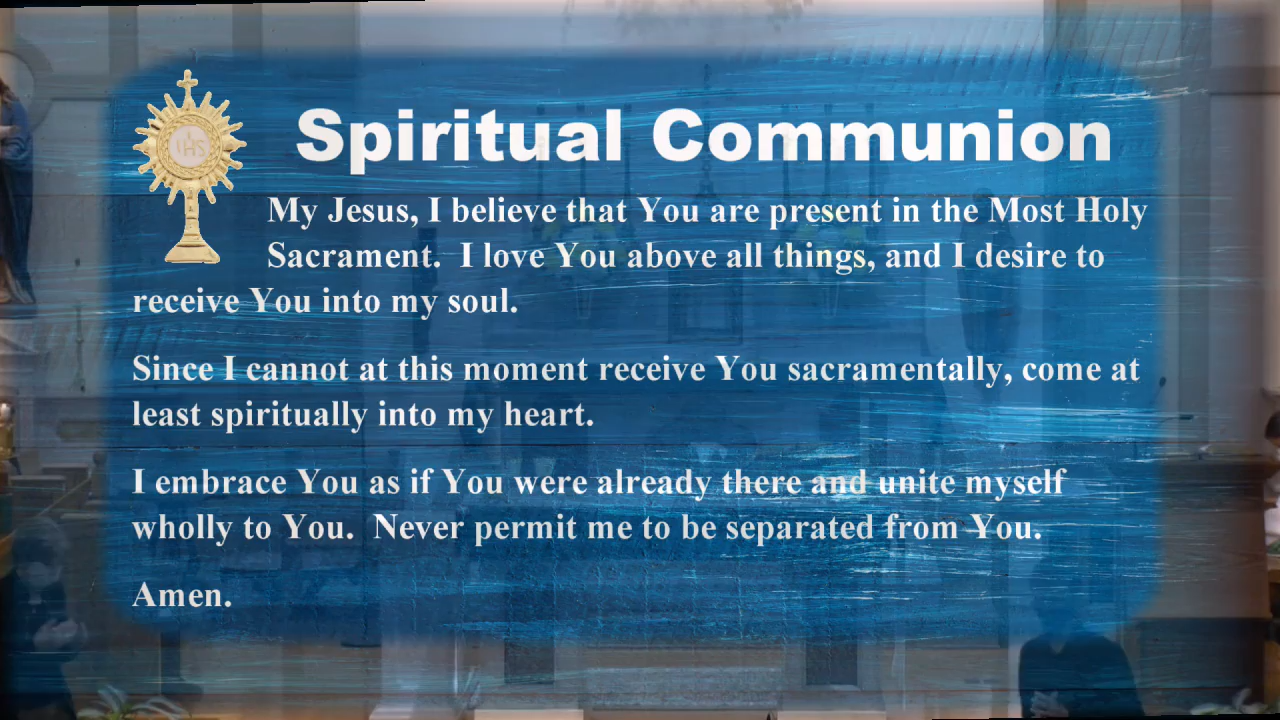 Spiritual Communion
IHS
My Jesus, I believe that You are present in the Most Holy
Sacrament.  I love You above all things, and I desire to
receive You into my soul.
Since I cannot at this moment receive You sacramentally, come at
least spiritually into my heart.
I embrace You as if You were already there and unite myself
wholly to You.  Never permit me to be separated from You.
Amen.